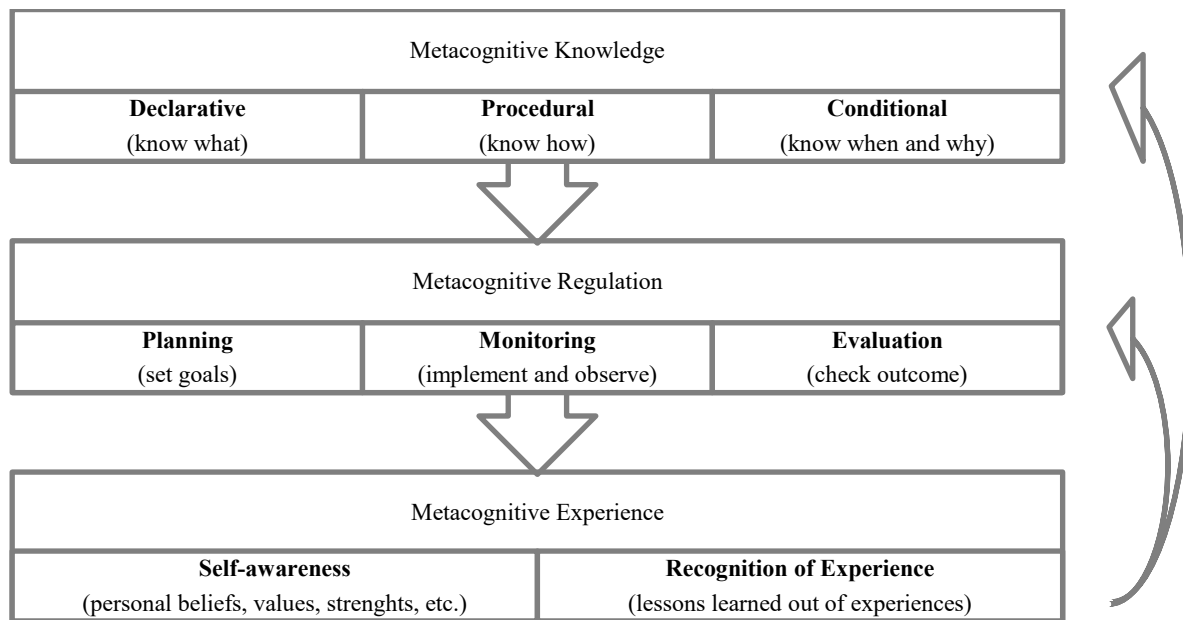 Metacognitive Knowledge
Declarative
(know what)
Procedural
(know how)
Conditional
(know when and why)
Metacognitive Regulation
Planning
(set goals)
Monitoring
(implement and observe)
Evaluation
(check outcome)
Metacognitive Experience
Self-awareness
(personal beliefs, values, strenghts, etc.)
Recognition of Experience
(lessons learned out of experiences)